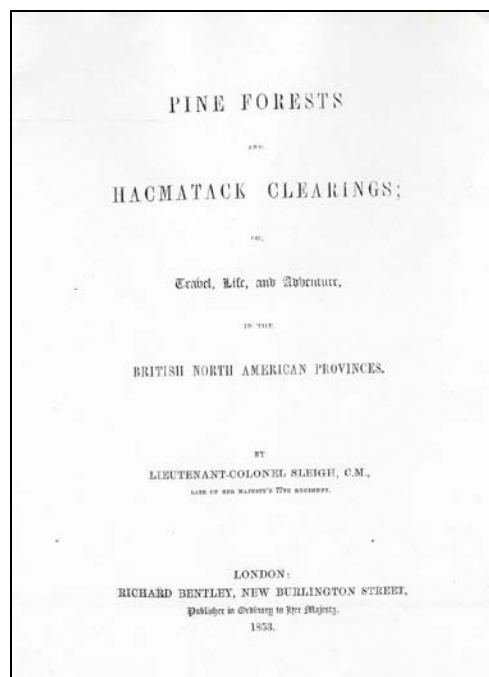 PINE FORESTS
AND
HACMATACK CLEARINGS;
OR,
Travel, Life, and Adventure,
IN THE
BRITISH NORTH AMERICAN PROVINCES.
BY
LIEUTENANT-COLONEL SLEIGH, C.M.,
LATE OF HER MAJESTY'S 77TH REGIMENT.
LONDON:
RICHARD BENTLEY, NEW BURLINGTON STREET,
Publisher in Ordinary to Her Majesty.
1853.